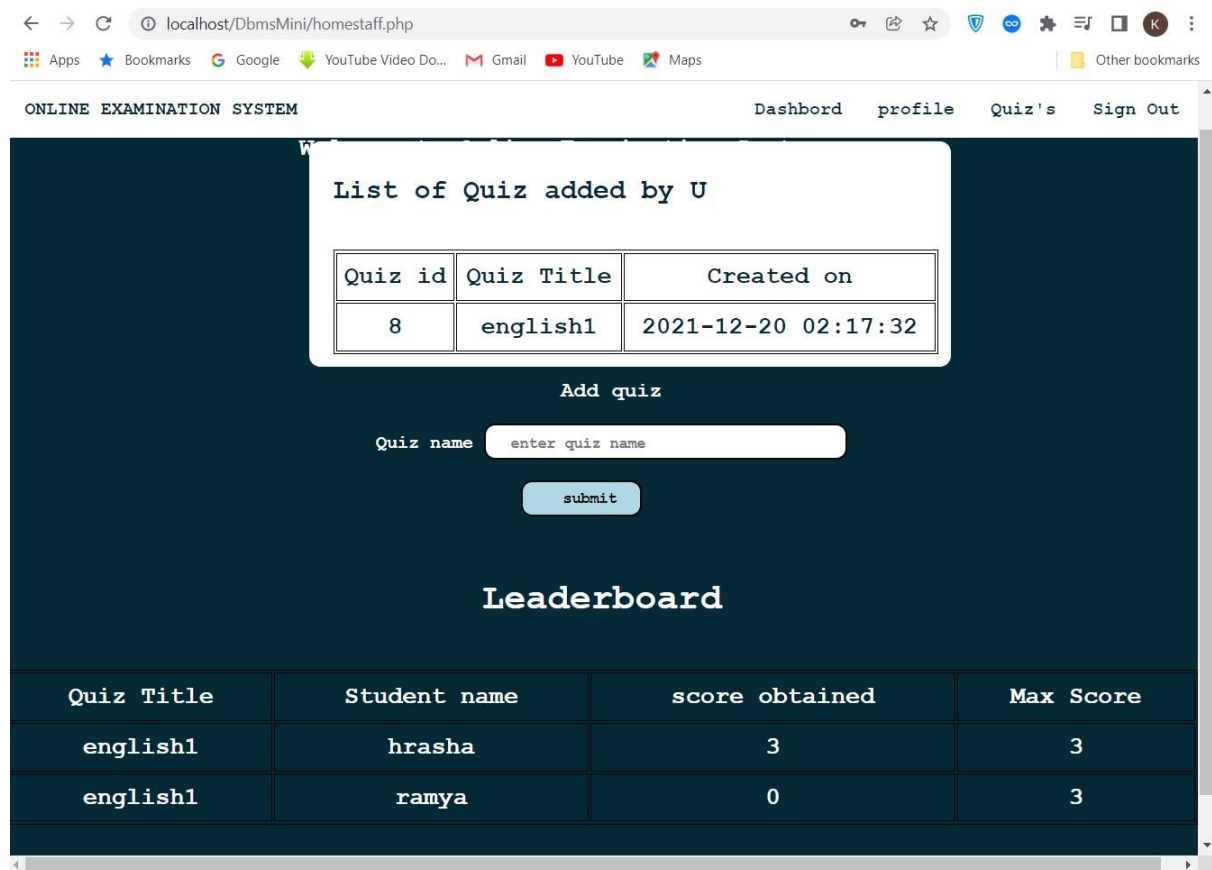 localhost/DbmsMini/homestaff.php
K
Apps Bookmarks Google YouTube Video Do... Gmail YouTube Maps Other bookmarks
ONLINE EXAMINATION SYSTEM Dashbord profile Quiz's Sign Out
List of Quiz added by U
Quiz id Quiz Title Created on
8 english1 2021-12-20 02:17:32
Add quiz
Quiz name enter quiz name
submit
Leaderboard
Quiz Title Student name score obtained Max Score
english1 hrasha 3 3
english1 ramya 0 3